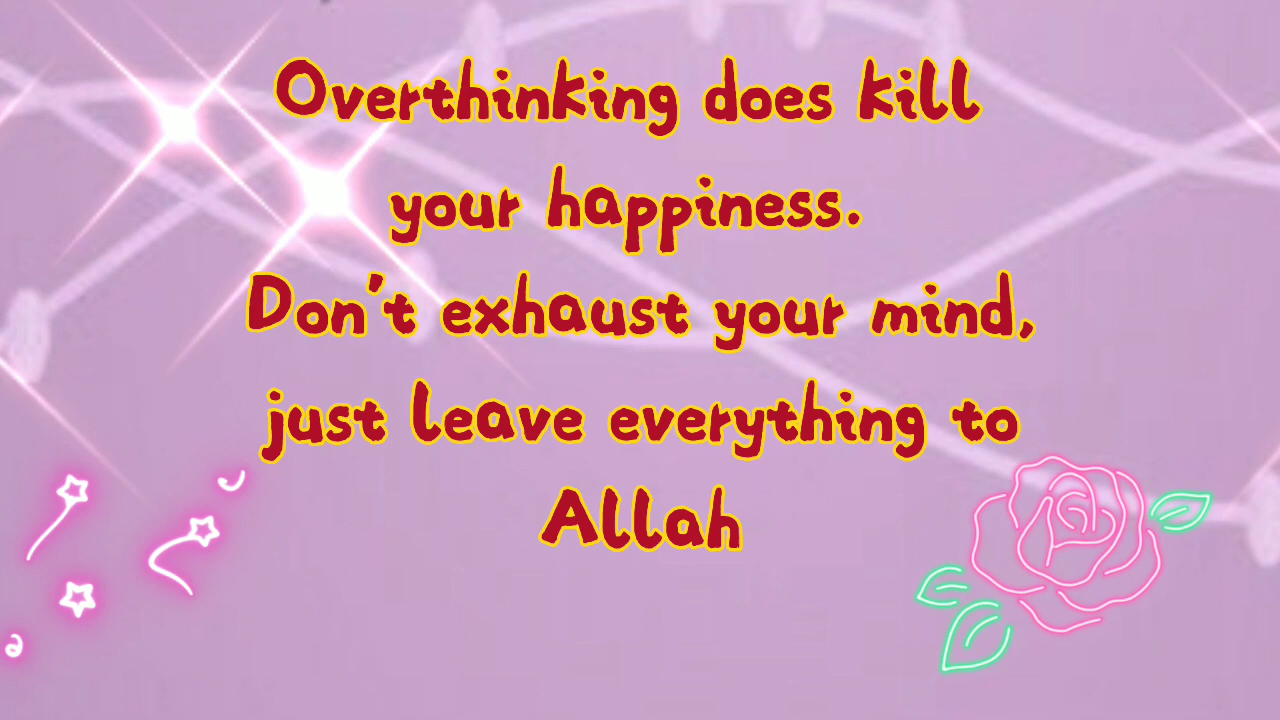 Overthinking does kill
your happiness.
Don't exhaust your mind,
just leave everything to
Allah